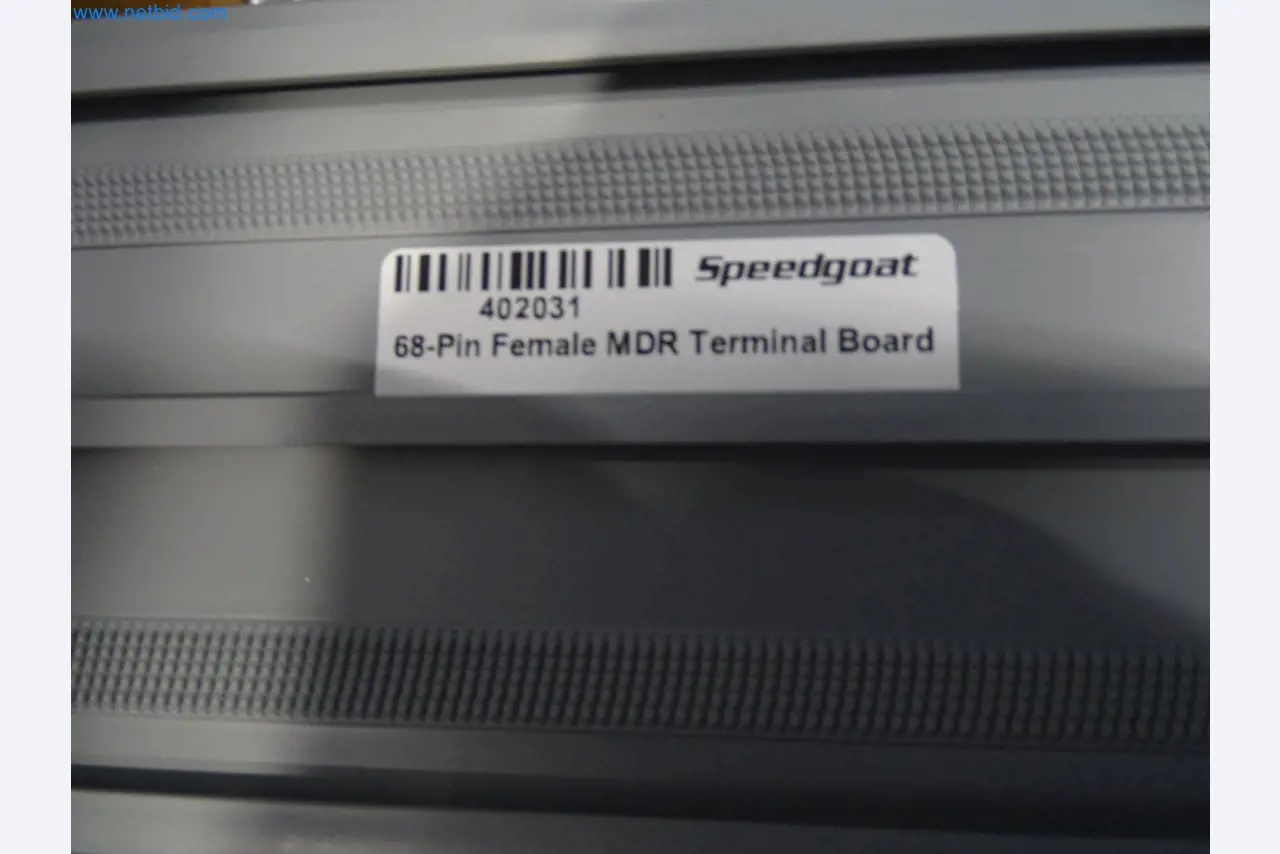 www.netbid.com
Speedgoat
402031
68-Pin Female MDR Terminal Board